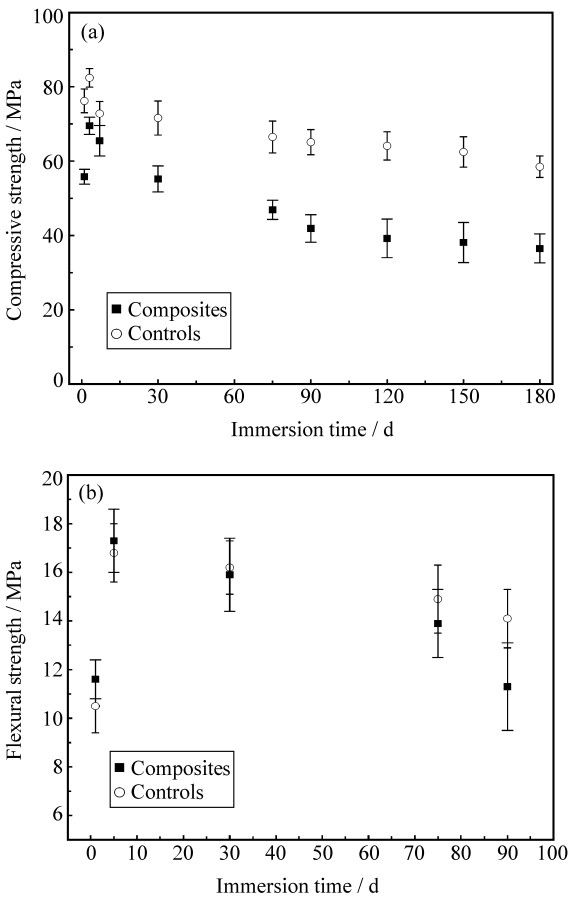 (a)
Compressive strength / MPa
100
80
60
40
20
0
Composites
Controls
0 30 60 90 120 150 180
Immersion time / d
(b)
Flexural strength / MPa
20
18
16
14
12
10
8
6
Composites
Controls
0 10 20 30 40 50 60 70 80 90 100
Immersion time / d